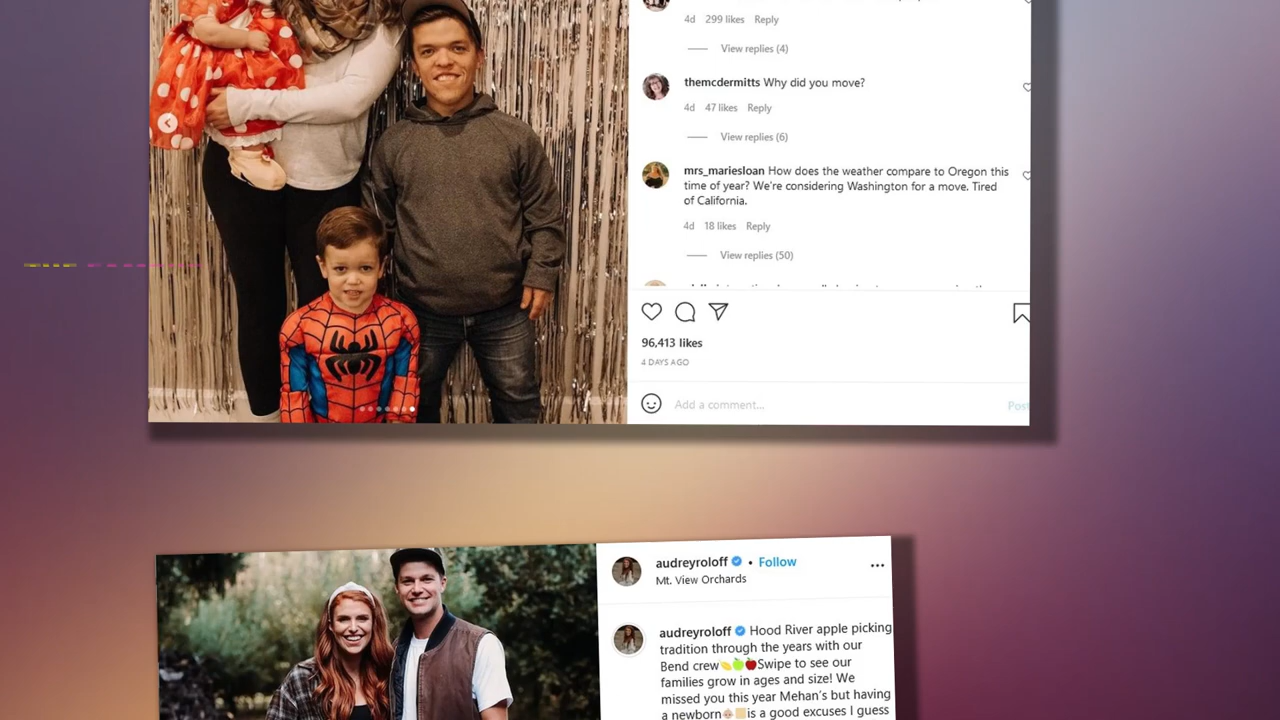 4d 299 likes Reply
View replies (4)
themcdermitts Why did you move?
4d 47 likes Reply
View replies (6)
mrs_mariesloan How does the weather compare to Oregon this
time of year? We're considering Washington for a move. Tired
of California.
4d 18 likes Reply
View replies (50)
96,413 likes
4 DAYS AGO
Add a comment...
Post
audreyroloff • Follow
Mt. View Orchards
audreyroloff Hood River apple picking
tradition through the years with our
Bend crew🍋🍏🍎Swipe to see our
families grow in ages and size! We
missed you this year Mehan's but having
a newborn👶🏼is a good excuses I guess